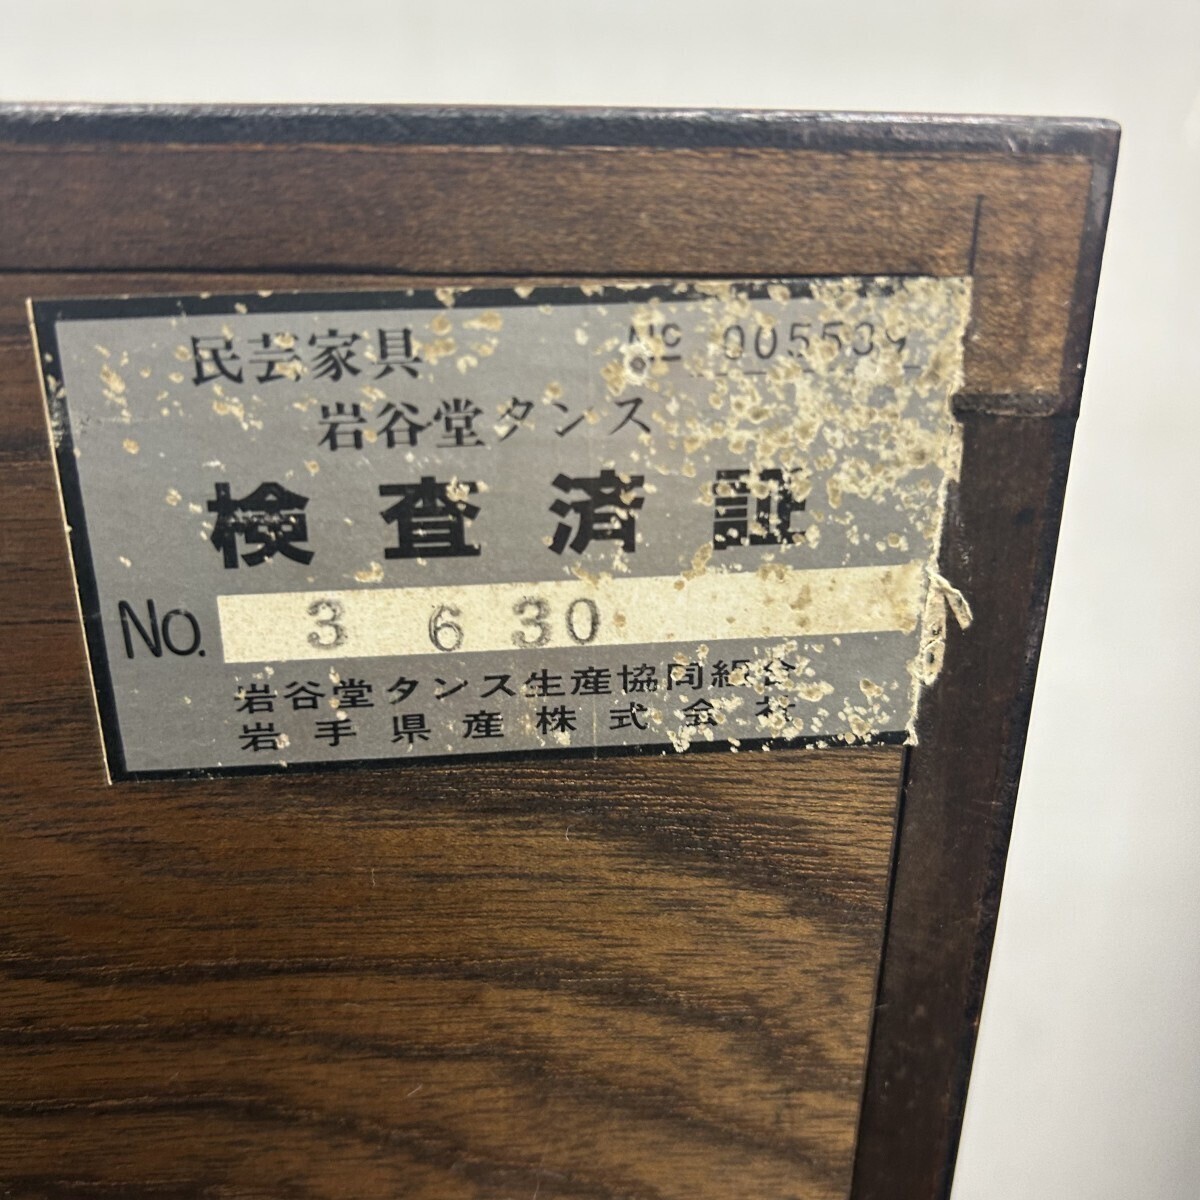 民芸家具 No 005539
岩谷堂タンス
検査済証
No. 3 6 30
岩谷堂タンス生産協同組合
岩手県産株式会社